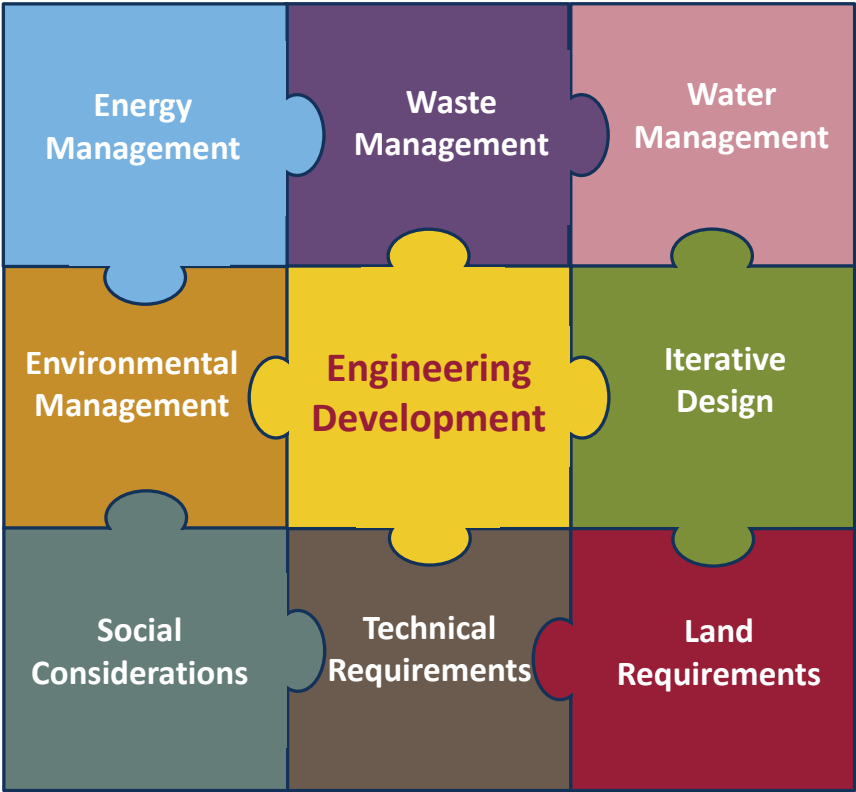 Energy
Management
Waste
Management
Water
Management
Environmental
Management
Engineering
Development
Iterative
Design
Social
Considerations
Technical
Requirements
Land
Requirements